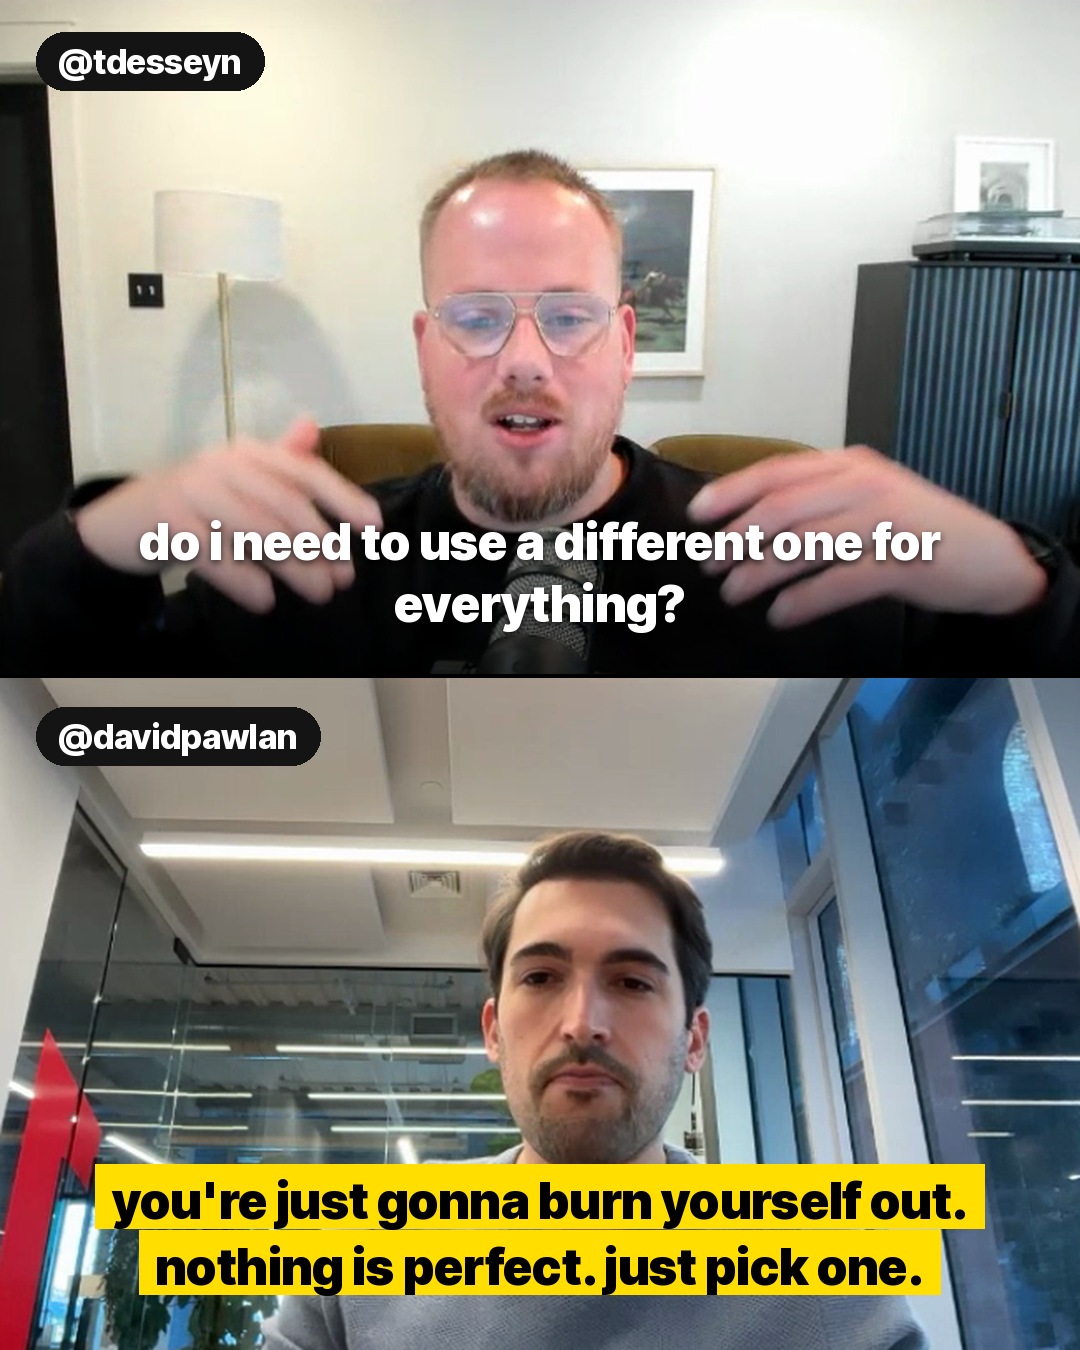 @tdesseyn
do i need to use a different one for
everything?
@davidpawlan
you're just gonna burn yourself out.
nothing is perfect. just pick one.